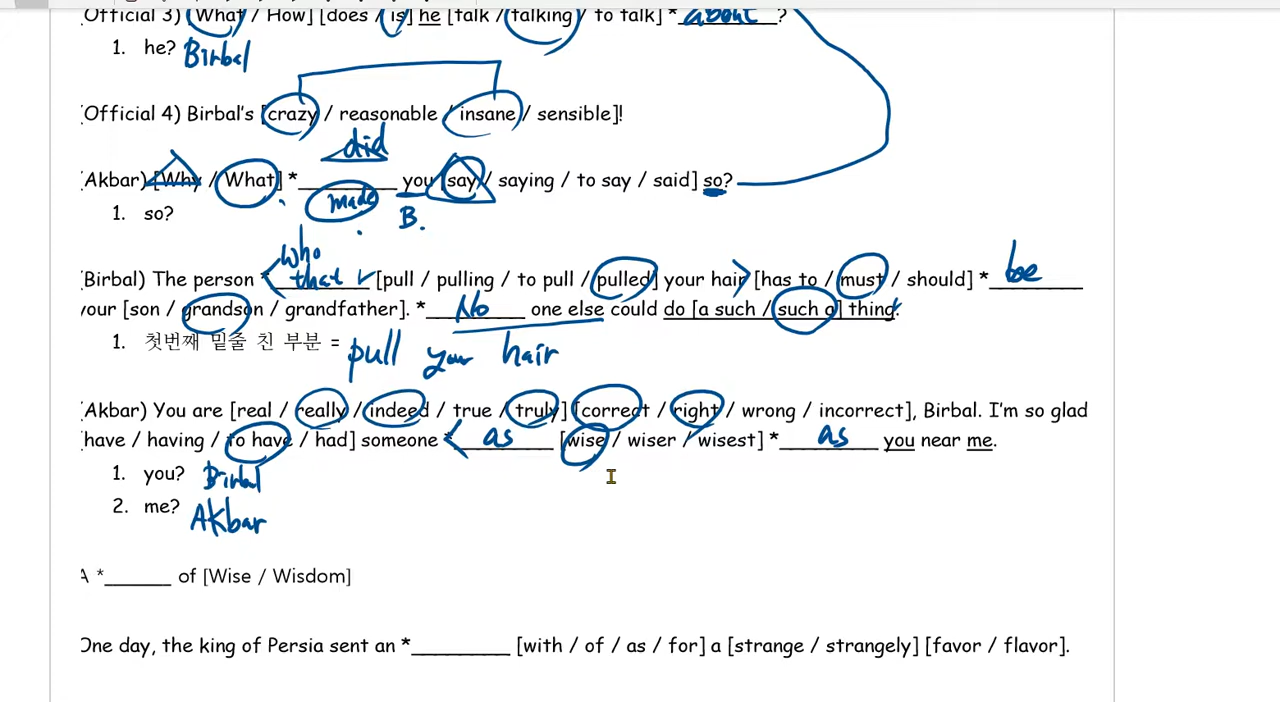 (Official 3) [What / How] [does / is] he [talk / talking / to talk] *about?
1. he? Birbal
(Official 4) Birbal's [crazy / reasonable / insane / sensible]!
did
(Akbar) [Why / What] *__________ you [say / saying / to say / said] so?
made B.
1. so?
who
(Birbal) The person *that [pull / pulling / to pull / pulled] your hair [has to / must / should] *be
your [son / grandson / grandfather]. *No one else could do [a such / such a] thing.
1. 첫번째 밑줄 친 부분 = pull your hair
(Akbar) You are [real / really / indeed / true / truly] [correct / right / wrong / incorrect], Birbal. I'm so glad
[have / having / to have / had] someone *as [wise / wiser / wisest] *as you near me.
1. you? Birbal
2. me? Akbar
A *______ of [Wise / Wisdom]
One day, the king of Persia sent an *__________ [with / of / as / for] a [strange / strangely] [favor / flavor].